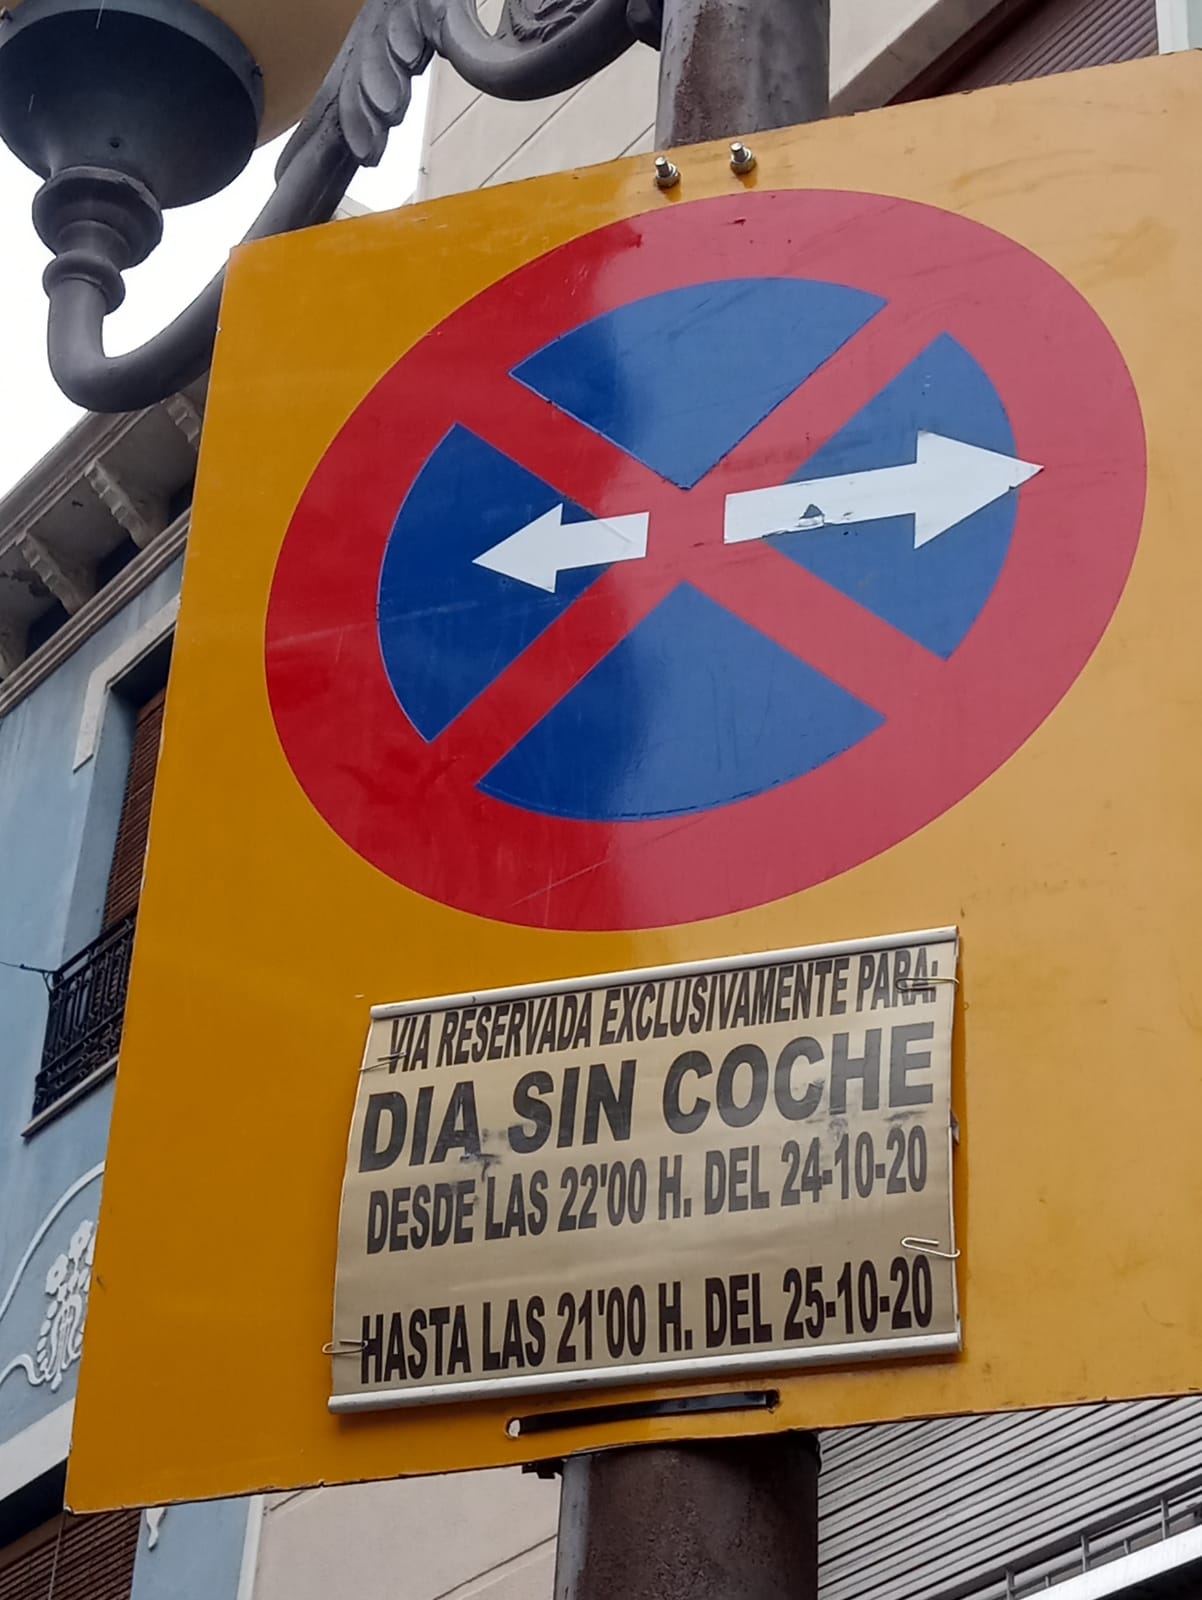 VIA RESERVADA EXCLUSIVAMENTE PARA:
DIA SIN COCHE
DESDE LAS 22'00 H. DEL 24-10-20
HASTA LAS 21'00 H. DEL 25-10-20